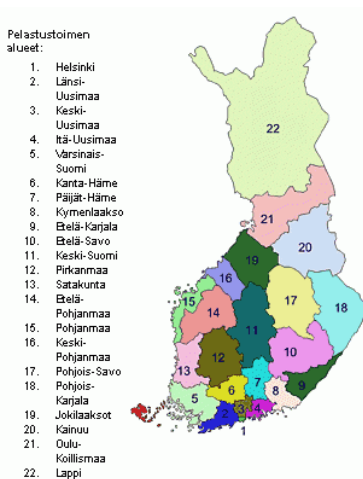 Pelastustoimen
alueet:
1. Helsinki
2. Länsi-
Uusimaa
3. Keski-
Uusimaa
4. Itä-Uusimaa
5. Varsinais-
Suomi
6. Kanta-Häme
7. Päijät-Häme
8. Kymenlaakso
9. Etelä-Karjala
10. Etelä-Savo
11. Keski-Suomi
12. Pirkanmaa
13. Satakunta
14. Etelä-
Pohjanmaa
15. Pohjanmaa
16. Keski-
Pohjanmaa
17. Pohjois-Savo
18. Pohjois-
Karjala
19. Jokilaaksot
20. Kainuu
21. Oulu-
Koillismaa
22. Lappi
22
21
20
19
16
17
18
15
14
11
10
12
13
7
6
8
9
5
3
4
2
1